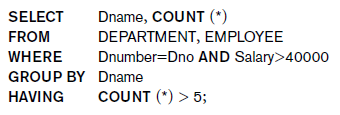 SELECT Dname, COUNT (*)
FROM DEPARTMENT, EMPLOYEE
WHERE Dnumber=Dno AND Salary>40000
GROUP BY Dname
HAVING COUNT (*) > 5;